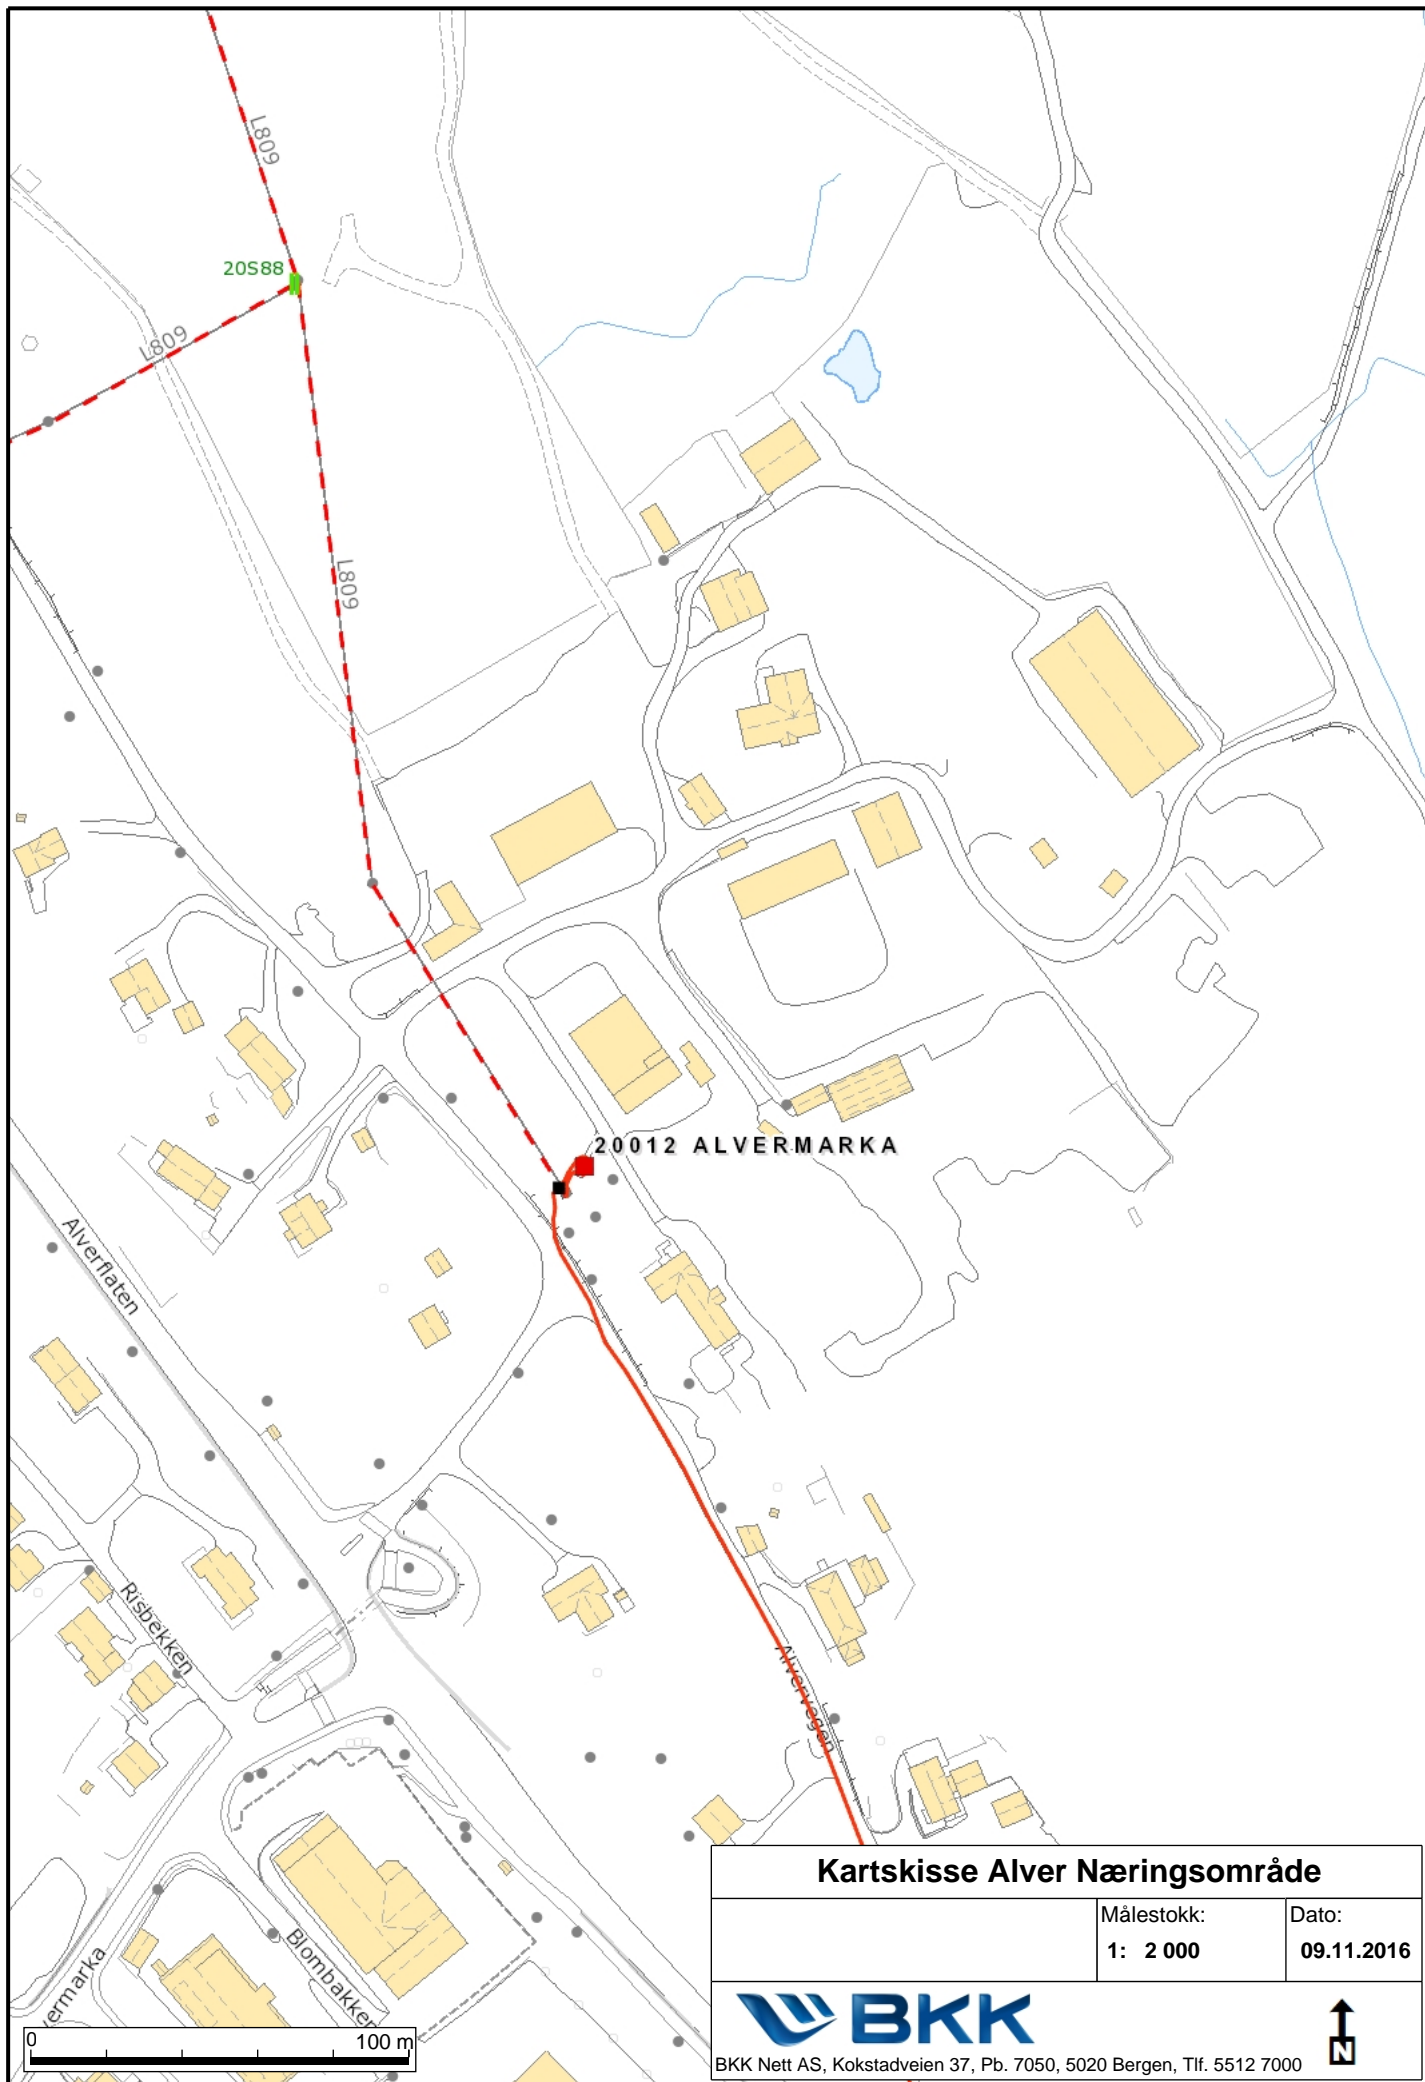 L809
20S88
L809
L809
20012 ALVERMARKA
Alverflaten
Risbekken
Alvervegen
Blombakken
ermarka
0 100 m
Kartskisse Alver Næringsområde
Målestokk: Dato:
1: 2 000 09.11.2016
BKK
BKK Nett AS, Kokstadveien 37, Pb. 7050, 5020 Bergen, Tlf. 5512 7000
N